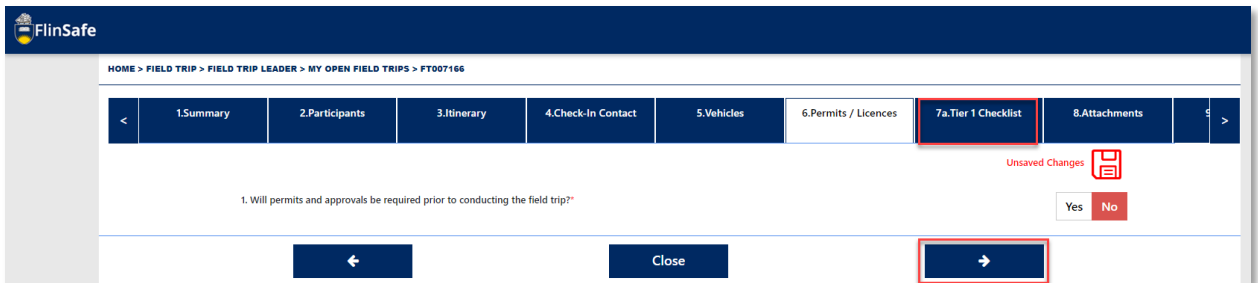 FlinSafe
HOME > FIELD TRIP > FIELD TRIP LEADER > MY OPEN FIELD TRIPS > FT007166
< 1.Summary 2.Participants 3.Itinerary 4.Check-In Contact 5.Vehicles 6.Permits / Licences 7a.Tier 1 Checklist 8.Attachments >
Unsaved Changes
1. Will permits and approvals be required prior to conducting the field trip?* Yes No
← Close →